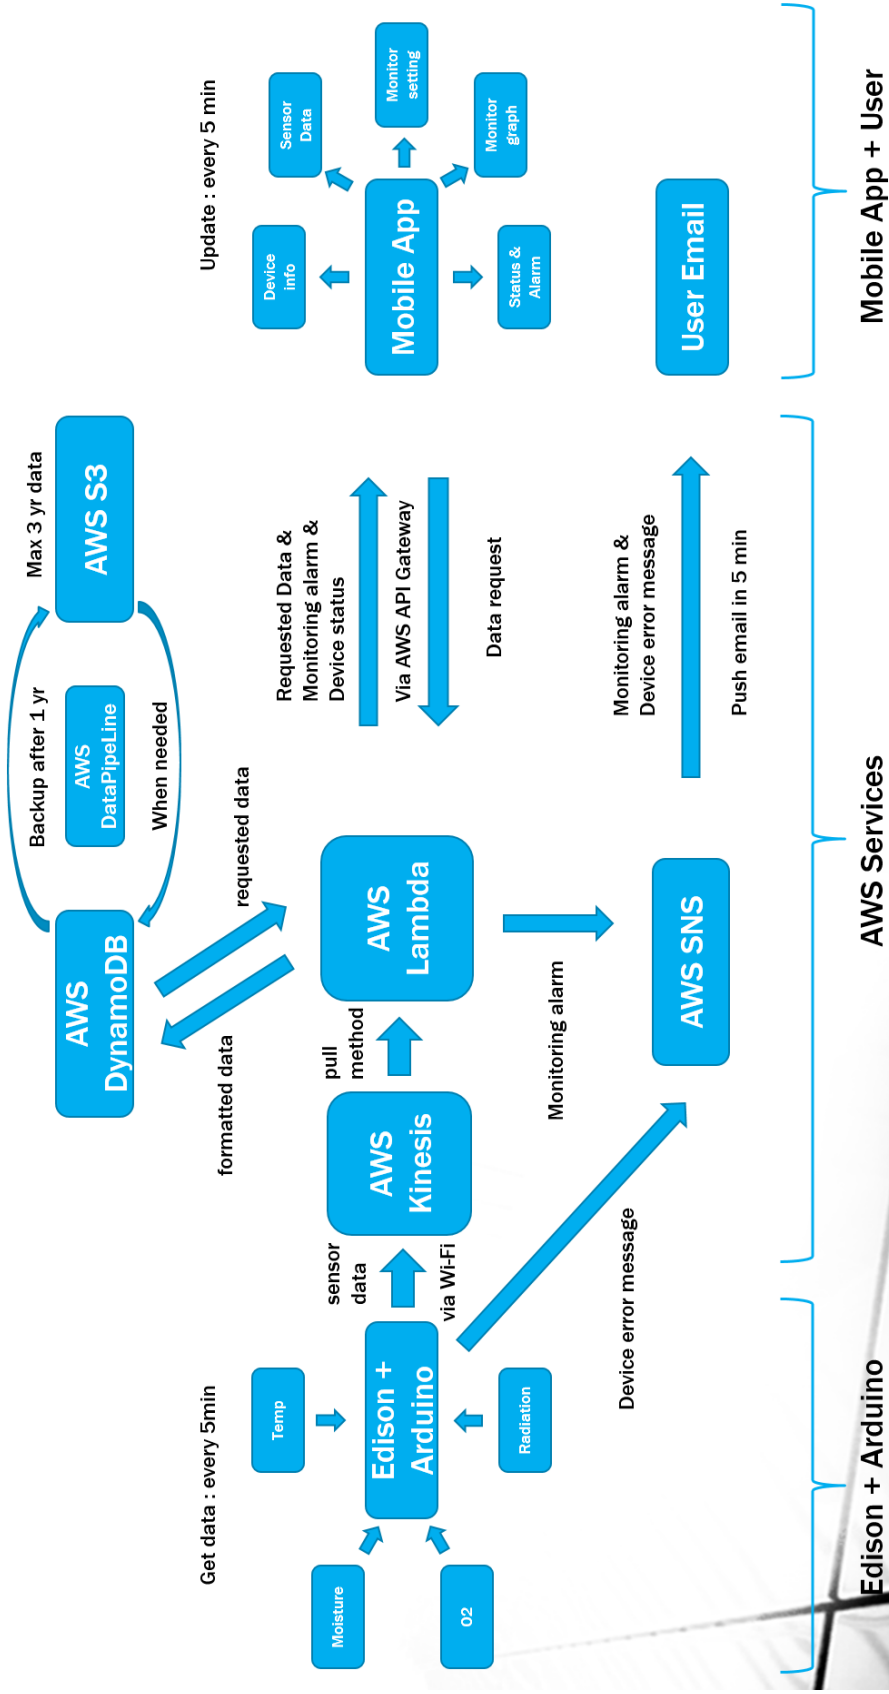 Get data : every 5min
Moisture
O2
Temp
Radiation
Edison +
Arduino
sensor
data
via Wi-Fi
Device error message
AWS
Kinesis
pull
method
AWS
Lambda
formatted data
requested data
AWS
DynamoDB
Backup after 1 yr
AWS
DataPipeLine
When needed
Max 3 yr data
AWS S3
Monitoring alarm
AWS SNS
Requested Data &
Monitoring alarm &
Device status
Via AWS API Gateway
Data request
Monitoring alarm &
Device error message
Push email in 5 min
Update : every 5 min
Mobile App
Device
info
Sensor
Data
Monitor
setting
Monitor
graph
Status &
Alarm
User Email
Edison + Arduino
AWS Services
Mobile App + User